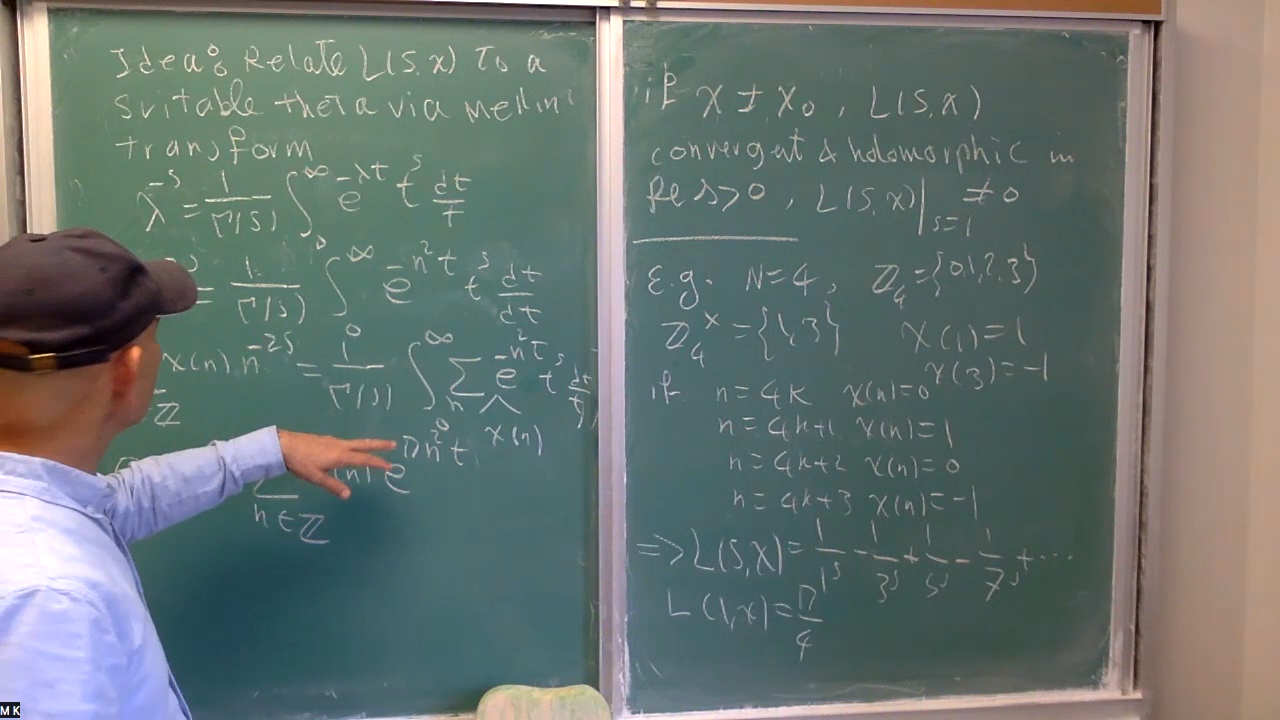 Idea: Relate L(S,χ) To a
suitable theta via mellin
transform
λ^{-s} = 1/Γ(S) ∫_0^∞ e^{-λt} t^s dt/t
= 1/Γ(s) ∫_0^∞ e^{-n²t} t^s dt/dt
χ(n) n^{-2s} = 1/Γ(s) ∫_0^∞ Σ_n e^{-n²t} t^s dt/t
χ(n)
Z
Σ_{n∈ℤ} (n) e^{πn²t}
if χ ≠ χ₀, L(S,χ)
convergent & holomorphic in
Re s>0, L(S,χ)|_{s=1} ≠ 0
E.g. N=4, ℤ₄={0,1,2,3}
ℤ₄^× = {1,3} χ(1)=1
χ(3)=-1
if n=4k χ(n)=0
n=4k+1 χ(n)=1
n=4k+2 χ(n)=0
n=4k+3 χ(n)=-1
=> L(S,χ)= 1/1^s - 1/3^s + 1/5^s - 1/7^s + ...
L(1,χ)=π/4
MK